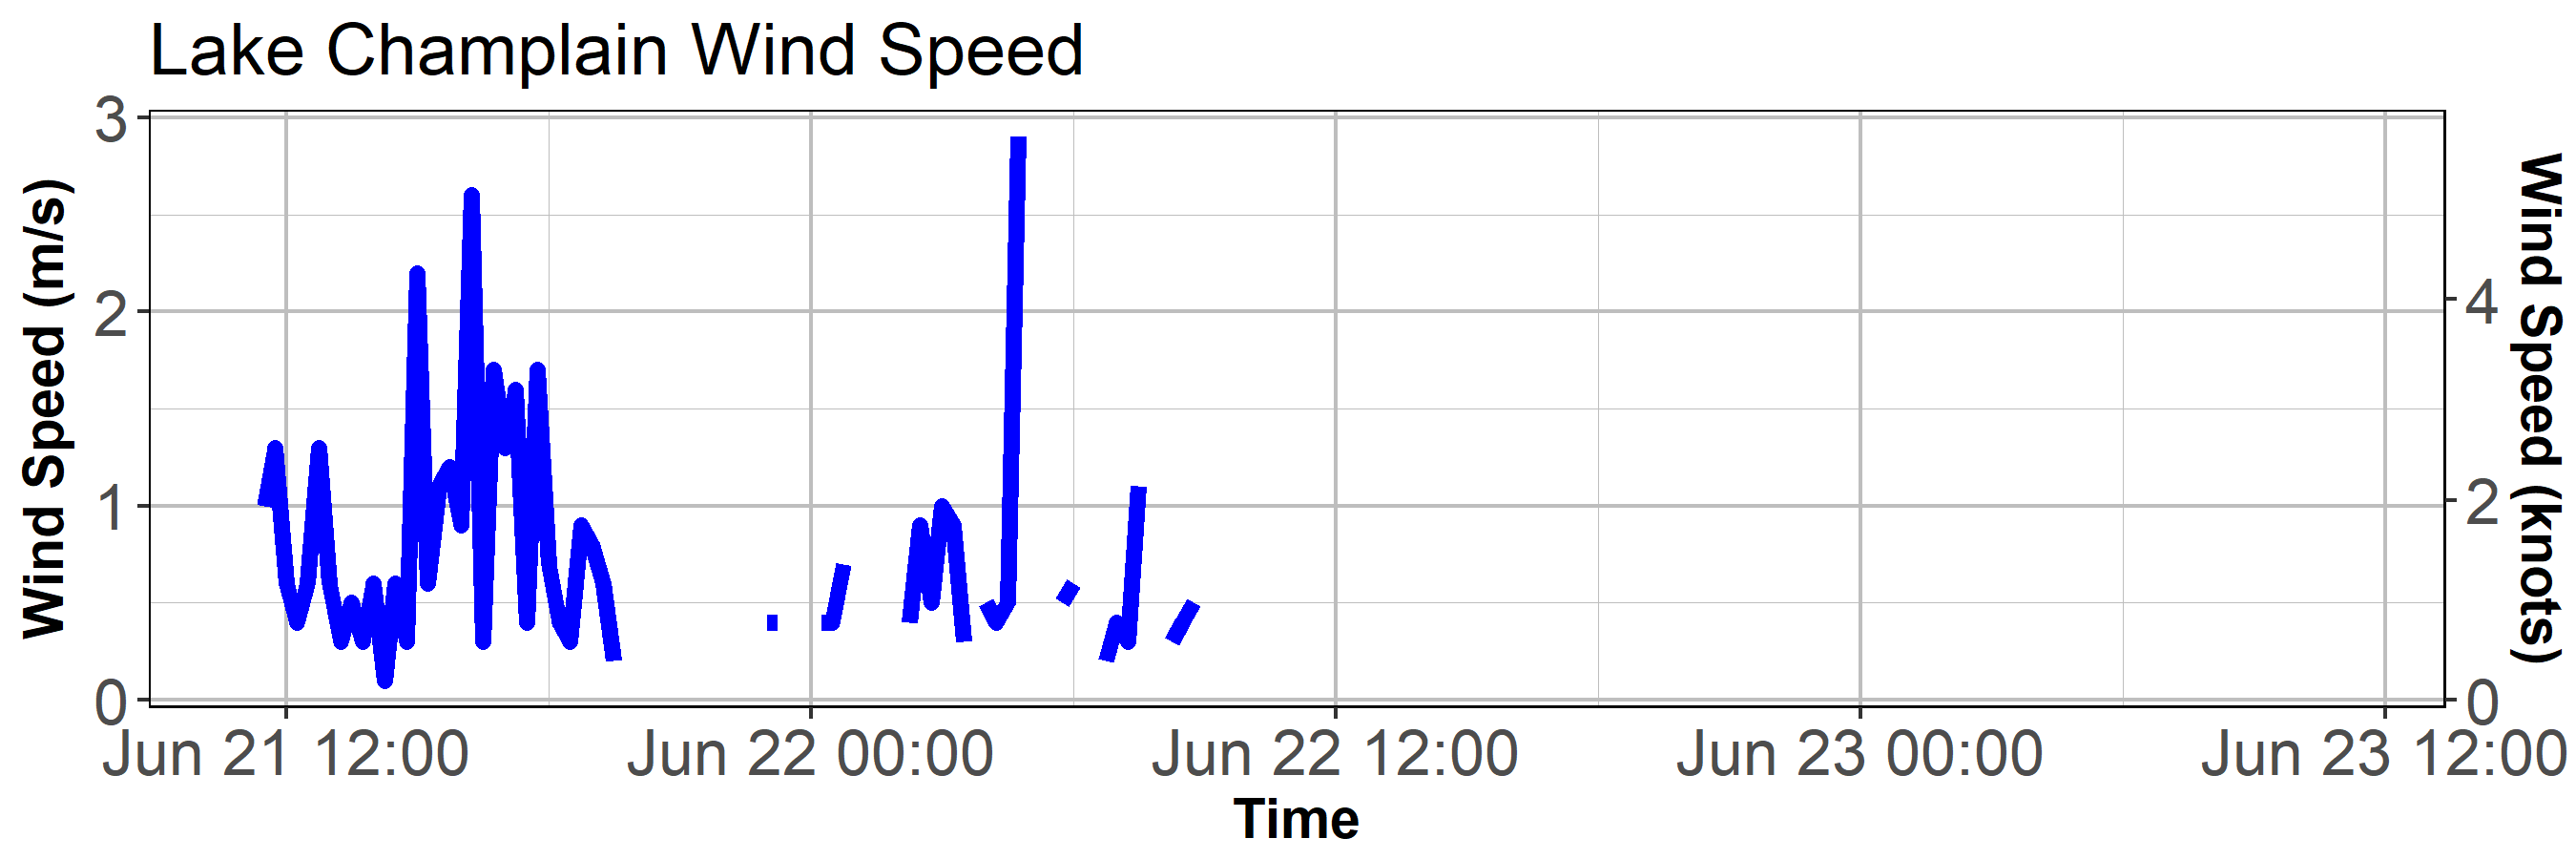 Lake Champlain Wind Speed
Wind Speed (m/s)
3
2
1
0
Wind Speed (knots)
4
2
0
Jun 21 12:00
Jun 22 00:00
Jun 22 12:00
Jun 23 00:00
Jun 23 12:00
Time